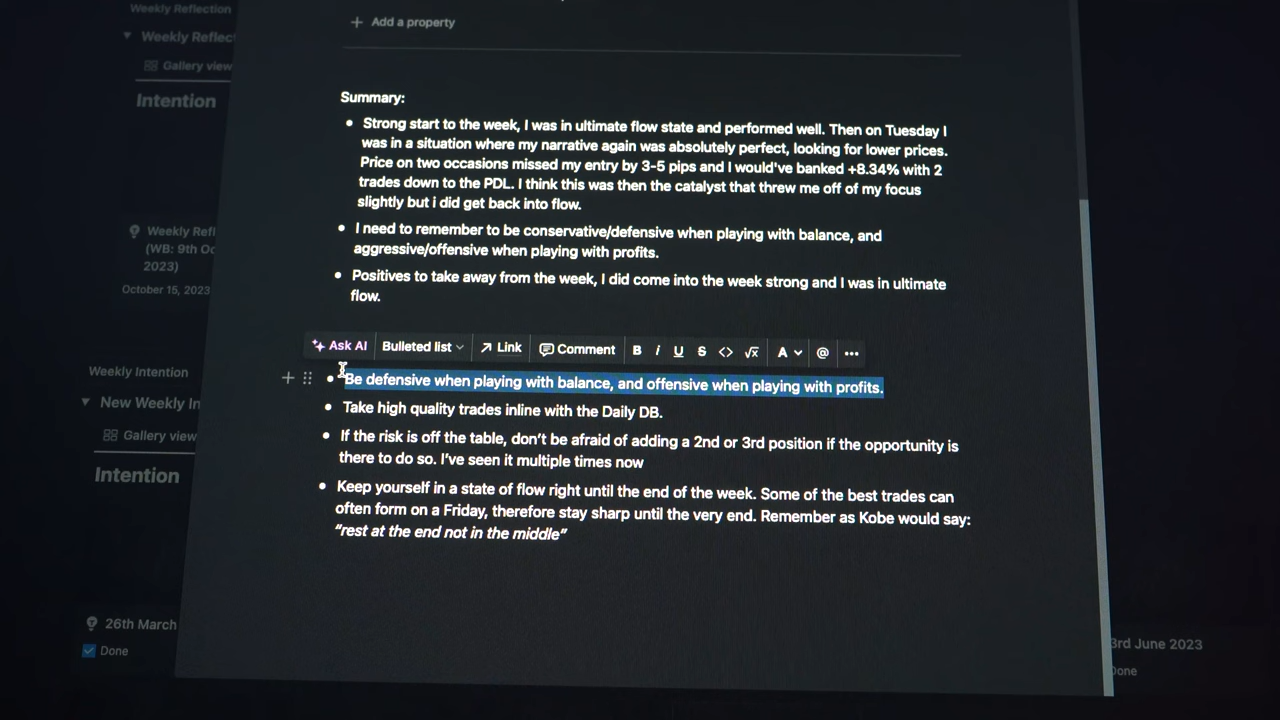 Weekly Reflection
Add a property
Weekly Reflec
Gallery view
Summary:
Intention
Strong start to the week, I was in ultimate flow state and performed well. Then on Tuesday I
was in a situation where my narrative again was absolutely perfect, looking for lower prices.
Price on two occasions missed my entry by 3-5 pips and I would've banked +8.34% with 2
trades down to the PDL. I think this was then the catalyst that threw me off of my focus
slightly but i did get back into flow.
I need to remember to be conservative/defensive when playing with balance, and
aggressive/offensive when playing with profits.
Positives to take away from the week, I did come into the week strong and I was in ultimate
flow.
Weekly Refl
(WB: 9th Oc
2023)
October 15, 2023
Ask AI Bulleted list Link Comment B i U S <> √x A @ •••
Be defensive when playing with balance, and offensive when playing with profits.
Take high quality trades inline with the Daily DB.
If the risk is off the table, don't be afraid of adding a 2nd or 3rd position if the opportunity is
there to do so. I've seen it multiple times now
Keep yourself in a state of flow right until the end of the week. Some of the best trades can
often form on a Friday, therefore stay sharp until the very end. Remember as Kobe would say:
"rest at the end not in the middle"
Weekly Intention
New Weekly In
Gallery view
Intention
26th March
Done
3rd June 2023
Done